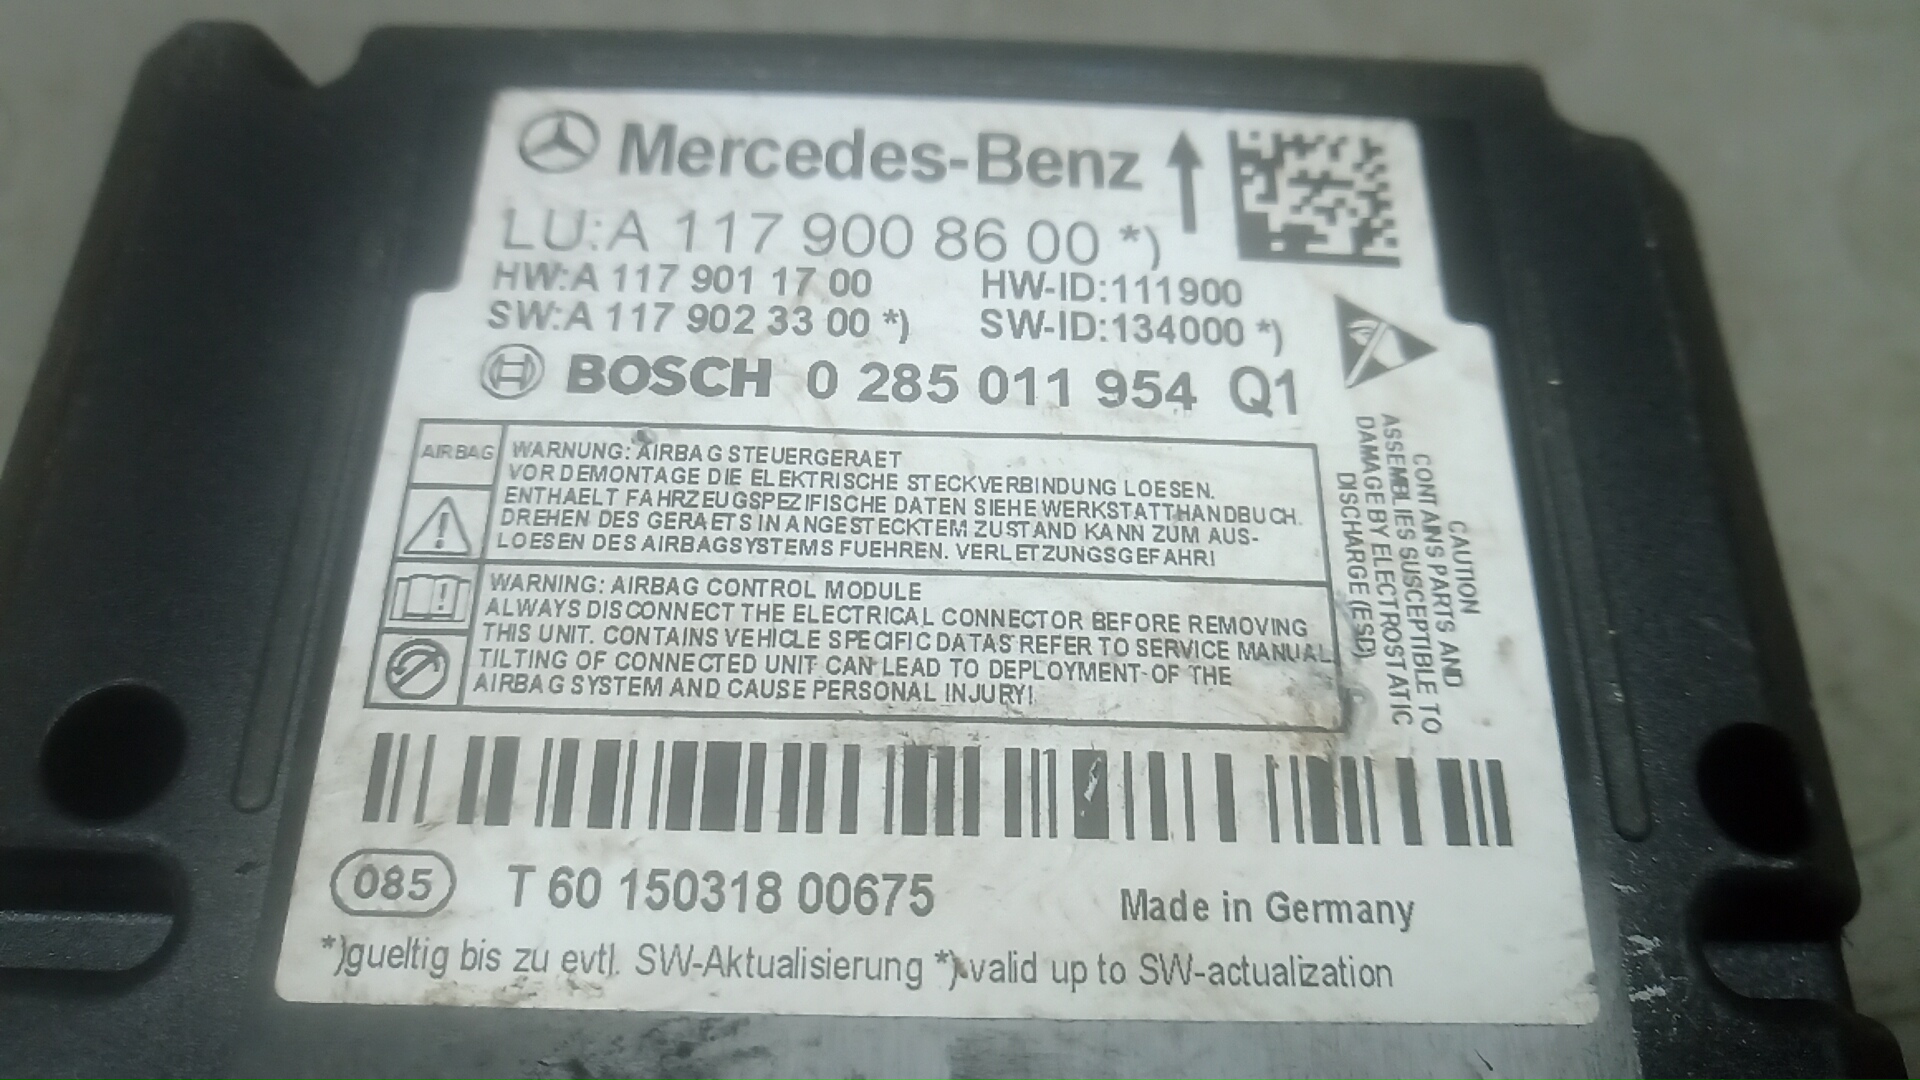 Mercedes-Benz
LU:A 117 900 86 00 *)
HW:A 117 901 17 00 HW-ID:111900
SW:A 117 902 33 00 *) SW-ID:134000 *)
BOSCH 0 285 011 954 Q1
AIRBAG
WARNUNG: AIRBAG STEUERGERAET
VOR DEMONTAGE DIE ELEKTRISCHE STECKVERBINDUNG LOESEN.
ENTHAELT FAHRZEUGSPEZIFISCHE DATEN SIEHE WERKSTATTHANDBUCH.
DREHEN DES GERAETS IN ANGESTECKTEM ZUSTAND KANN ZUM AUS-
LOESEN DES AIRBAGSYSTEMS FUEHREN. VERLETZUNGSGEFAHR!
WARNING: AIRBAG CONTROL MODULE
ALWAYS DISCONNECT THE ELECTRICAL CONNECTOR BEFORE REMOVING
THIS UNIT. CONTAINS VEHICLE SPECIFIC DATAS REFER TO SERVICE MANUAL
TILTING OF CONNECTED UNIT CAN LEAD TO DEPLOYMENT OF THE
AIRBAG SYSTEM AND CAUSE PERSONAL INJURY!
CAUTION
CONTAINS PARTS AND
ASSEMBLIES SUSCEPTIBLE TO
DAMAGE BY ELECTROSTATIC
DISCHARGE (ESD)
085 T 60 150318 00675 Made in Germany
*)gueltig bis zu evtl. SW-Aktualisierung *) valid up to SW-actualization